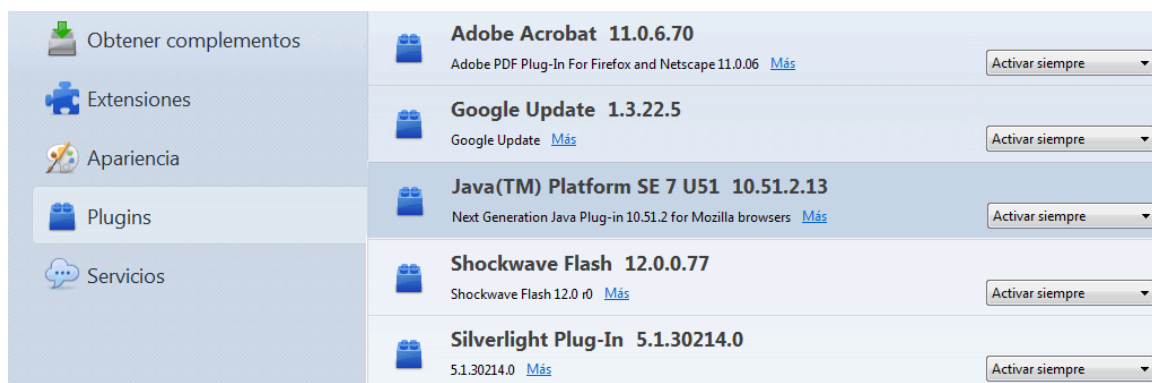 Obtener complementos
Extensiones
Apariencia
Plugins
Servicios
Adobe Acrobat 11.0.6.70
Adobe PDF Plug-In For Firefox and Netscape 11.0.06 Más
Activar siempre
Google Update 1.3.22.5
Google Update Más
Activar siempre
Java(TM) Platform SE 7 U51 10.51.2.13
Next Generation Java Plug-in 10.51.2 for Mozilla browsers Más
Activar siempre
Shockwave Flash 12.0.0.77
Shockwave Flash 12.0 r0 Más
Activar siempre
Silverlight Plug-In 5.1.30214.0
5.1.30214.0 Más
Activar siempre